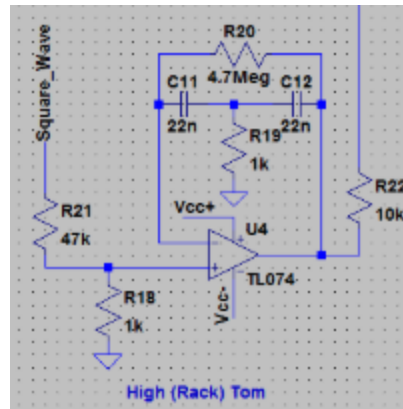 Square_Wave
R20
4.7Meg
C11
C12
22n
22n
R19
1k
Vcc+
U4
TL074
Vcc-
R21
47k
R18
1k
R22
10k
High (Rack) Tom